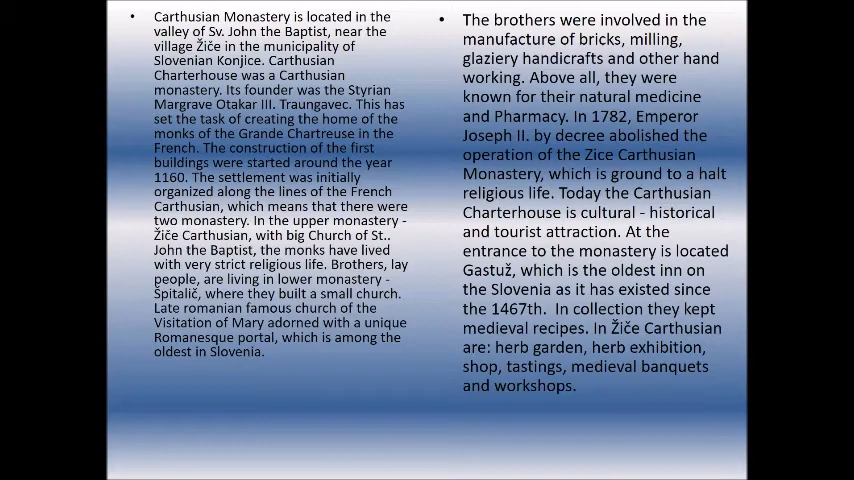 • Carthusian Monastery is located in the
valley of Sv. John the Baptist, near the
village Žiče in the municipality of
Slovenian Konjice. Carthusian
Charterhouse was a Carthusian
monastery. Its founder was the Styrian
Margrave Otakar III. Traungavec. This has
set the task of creating the home of the
monks of the Grande Chartreuse in the
French. The construction of the first
buildings were started around the year
1160. The settlement was initially
organized along the lines of the French
Carthusian, which means that there were
two monastery. In the upper monastery -
Žiče Carthusian, with big Church of St..
John the Baptist, the monks have lived
with very strict religious life. Brothers, lay
people, are living in lower monastery -
Špitalič, where they built a small church.
Late romanian famous church of the
Visitation of Mary adorned with a unique
Romanesque portal, which is among the
oldest in Slovenia.
• The brothers were involved in the
manufacture of bricks, milling,
glaziery handicrafts and other hand
working. Above all, they were
known for their natural medicine
and Pharmacy. In 1782, Emperor
Joseph II. by decree abolished the
operation of the Zice Carthusian
Monastery, which is ground to a halt
religious life. Today the Carthusian
Charterhouse is cultural - historical
and tourist attraction. At the
entrance to the monastery is located
Gastuž, which is the oldest inn on
the Slovenia as it has existed since
the 1467th. In collection they kept
medieval recipes. In Žiče Carthusian
are: herb garden, herb exhibition,
shop, tastings, medieval banquets
and workshops.